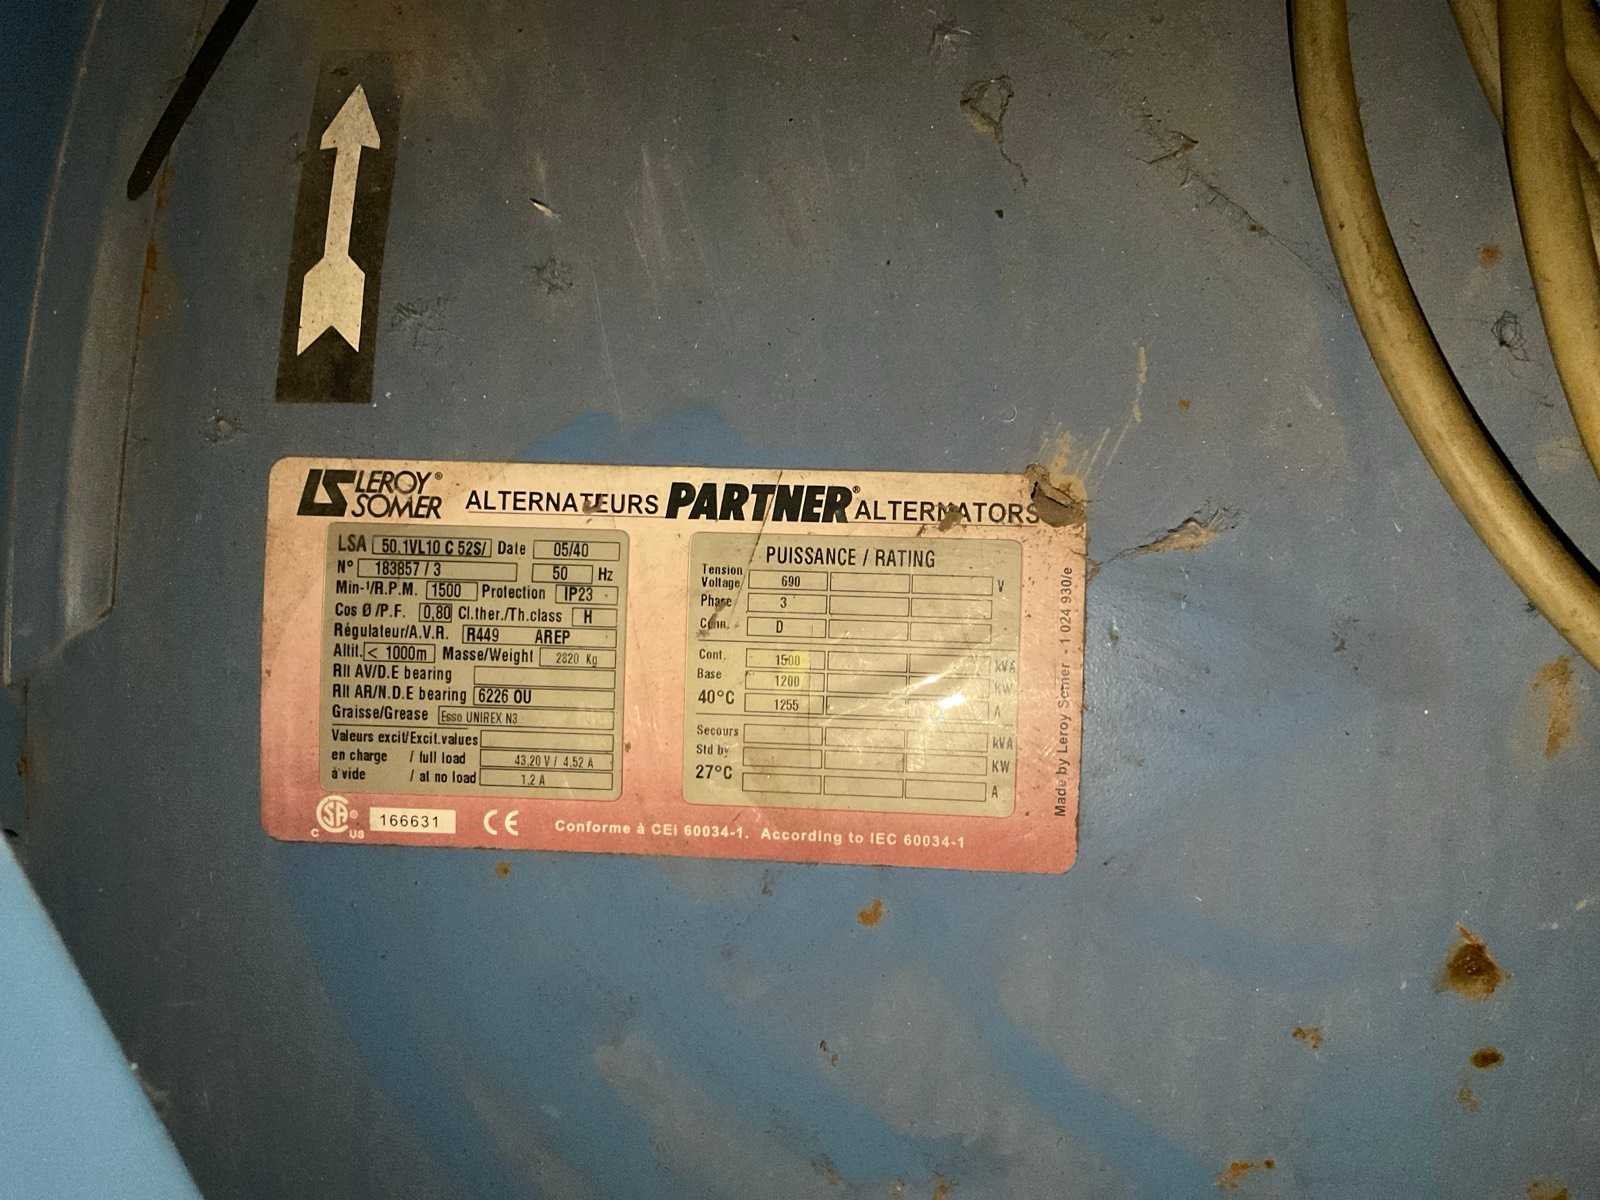 LS LEROY® SOMER ALTERNATEURS PARTNER® ALTERNATORS
LSA 50.1VL10 C 52S/ Date 05/40
N° 183857 / 3 50 Hz
Min-¹/R.P.M. 1500 Protection IP23
Cos Ø /P.F. 0,80 Cl.ther./Th.class H
Régulateur/A.V.R. R449 AREP
Altit. < 1000m Masse/Weight 2820 Kg
Rlt AV/D.E bearing
Rlt AR/N.D.E bearing 6226 OU
Graisse/Grease Esso UNIREX N3
Valeurs excit/Excit.values
en charge / full load 43.20 V / 4.52 A
à vide / at no load 1.2 A
PUISSANCE / RATING
Tension
Voltage 690 V
Phase 3
Conn. D
Cont. 1500 kVA
Base 1200 KW
40°C 1255 A
Secours kVA
Std by KW
27°C A
CSA® C US 166631 CE Conforme à CEI 60034-1. According to IEC 60034-1
Made by Leroy Somer - 1 024 930/e